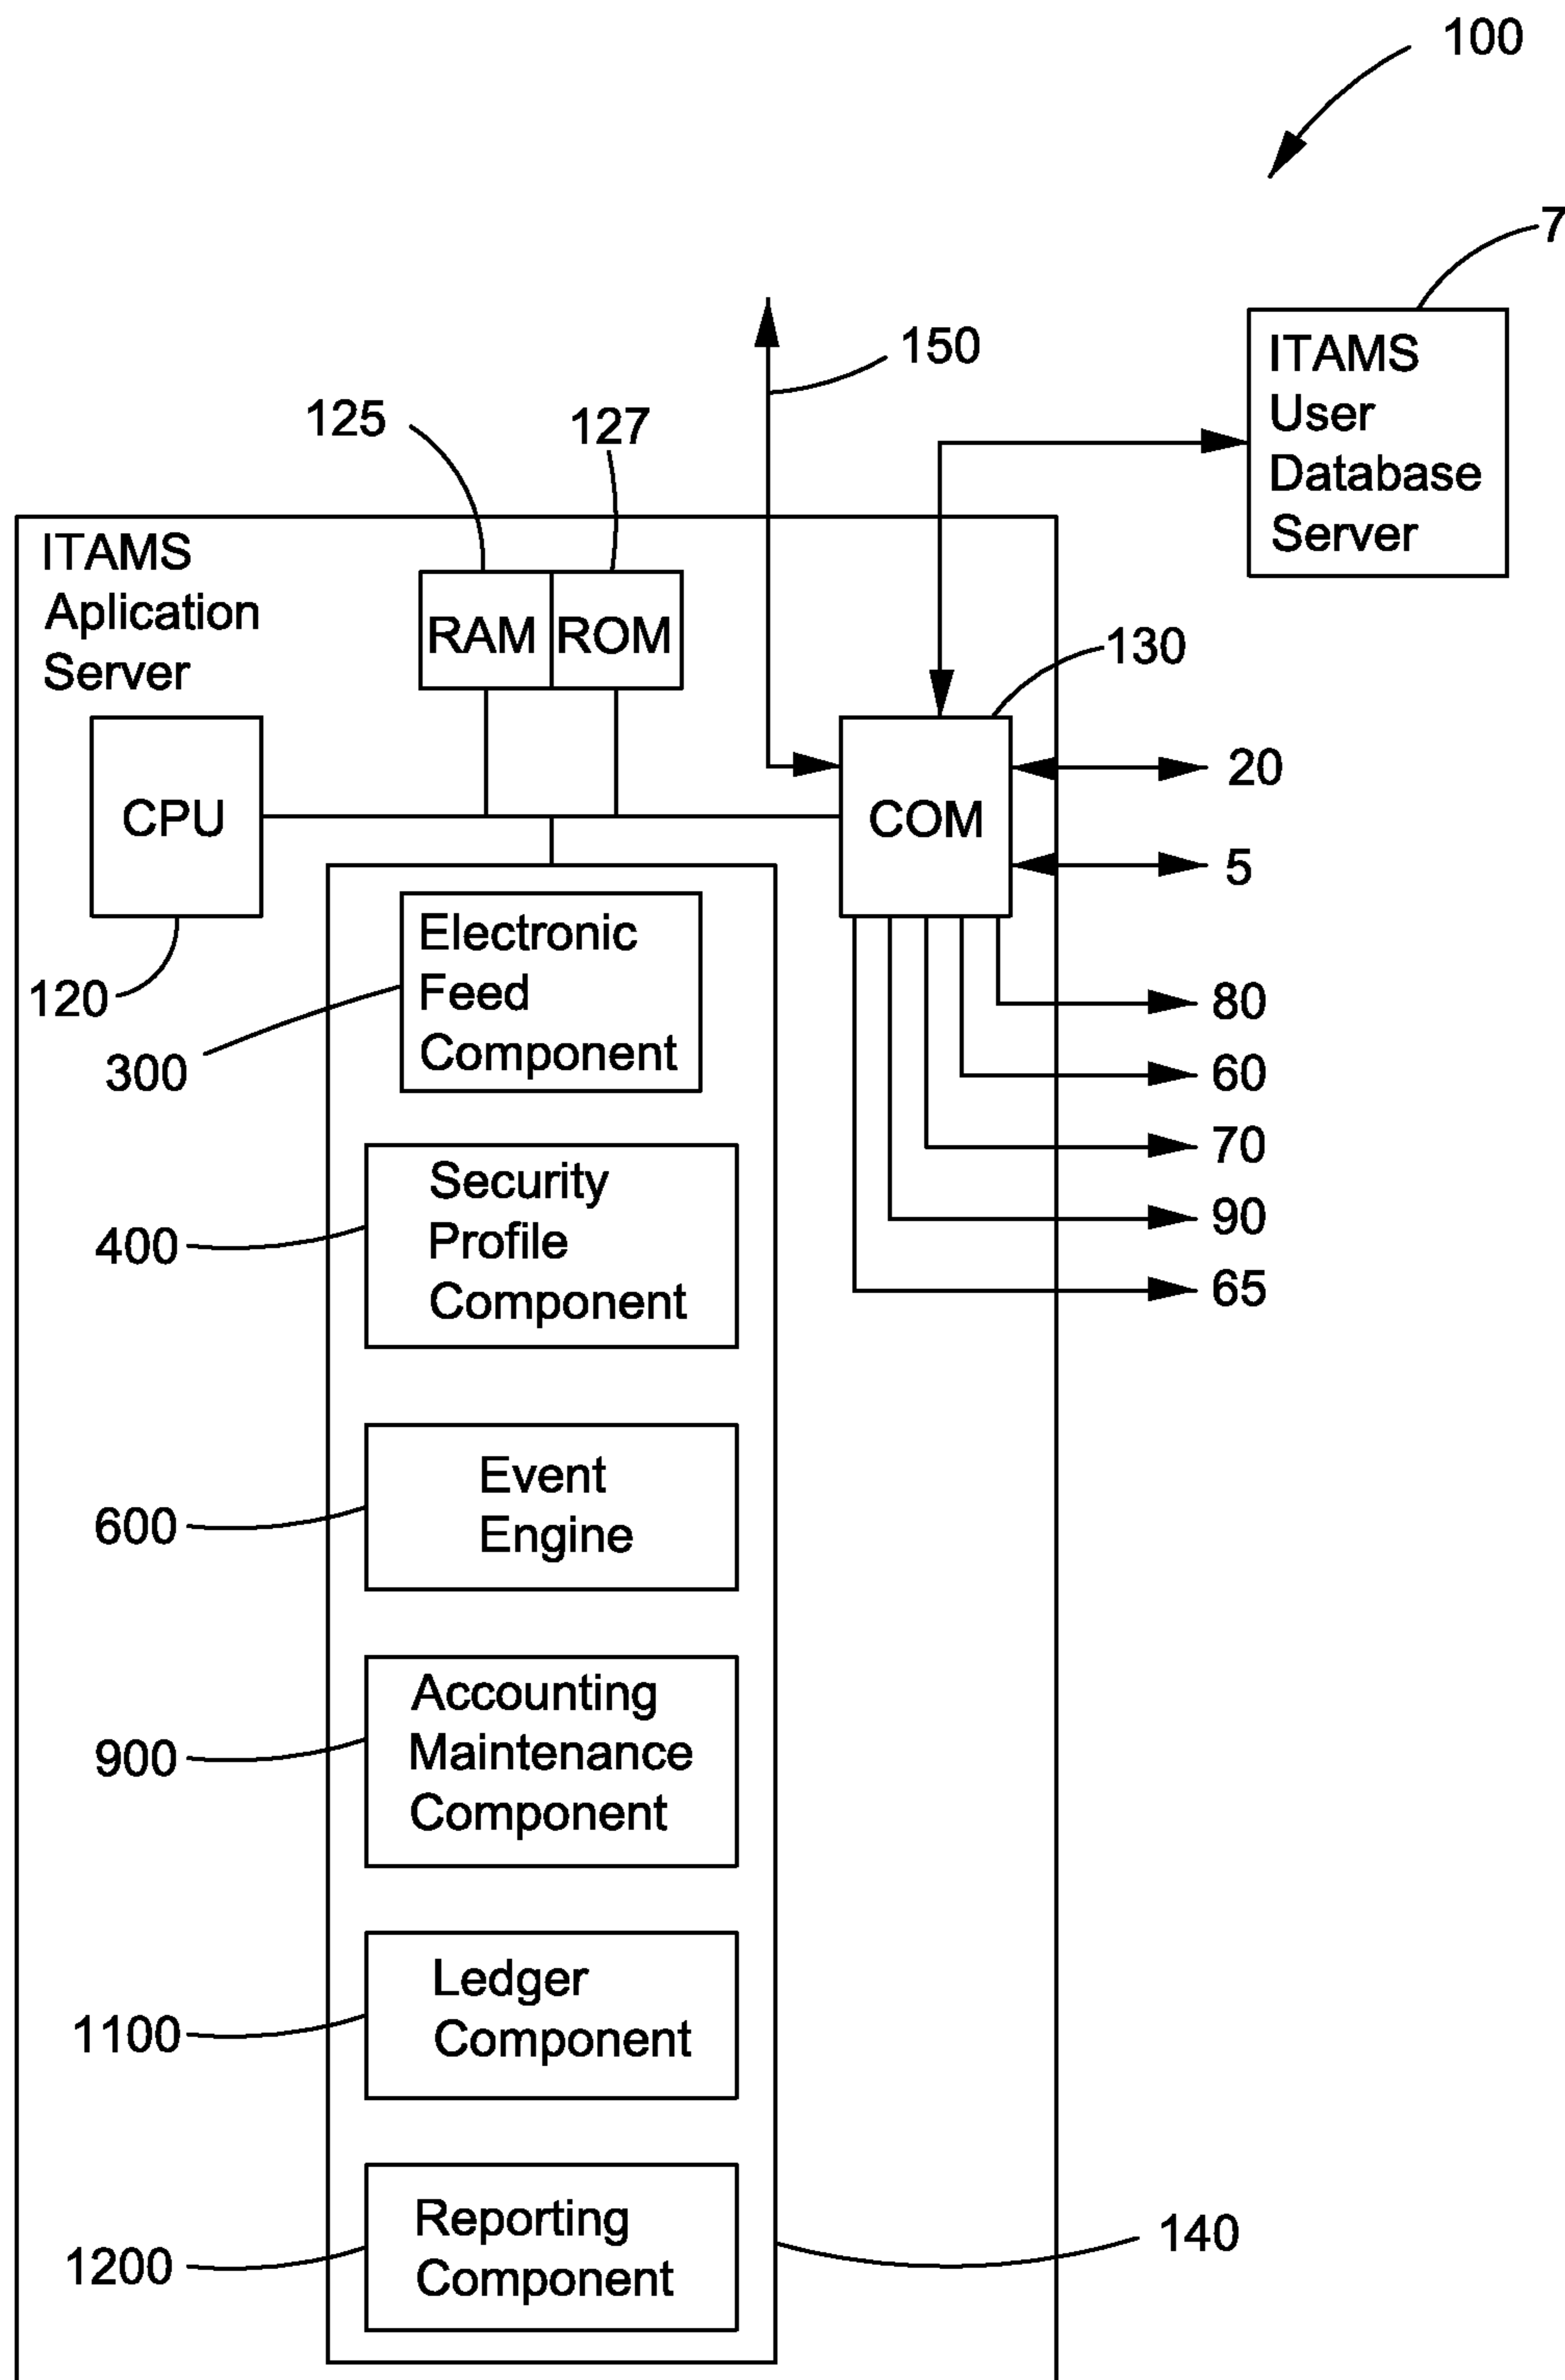 100
7
150
ITAMS
User
Database
Server
125
127
ITAMS
Aplication
Server
RAM
ROM
130
CPU
COM
20
5
120
300
Electronic
Feed
Component
80
60
70
90
65
400
Security
Profile
Component
600
Event
Engine
900
Accounting
Maintenance
Component
1100
Ledger
Component
1200
Reporting
Component
140